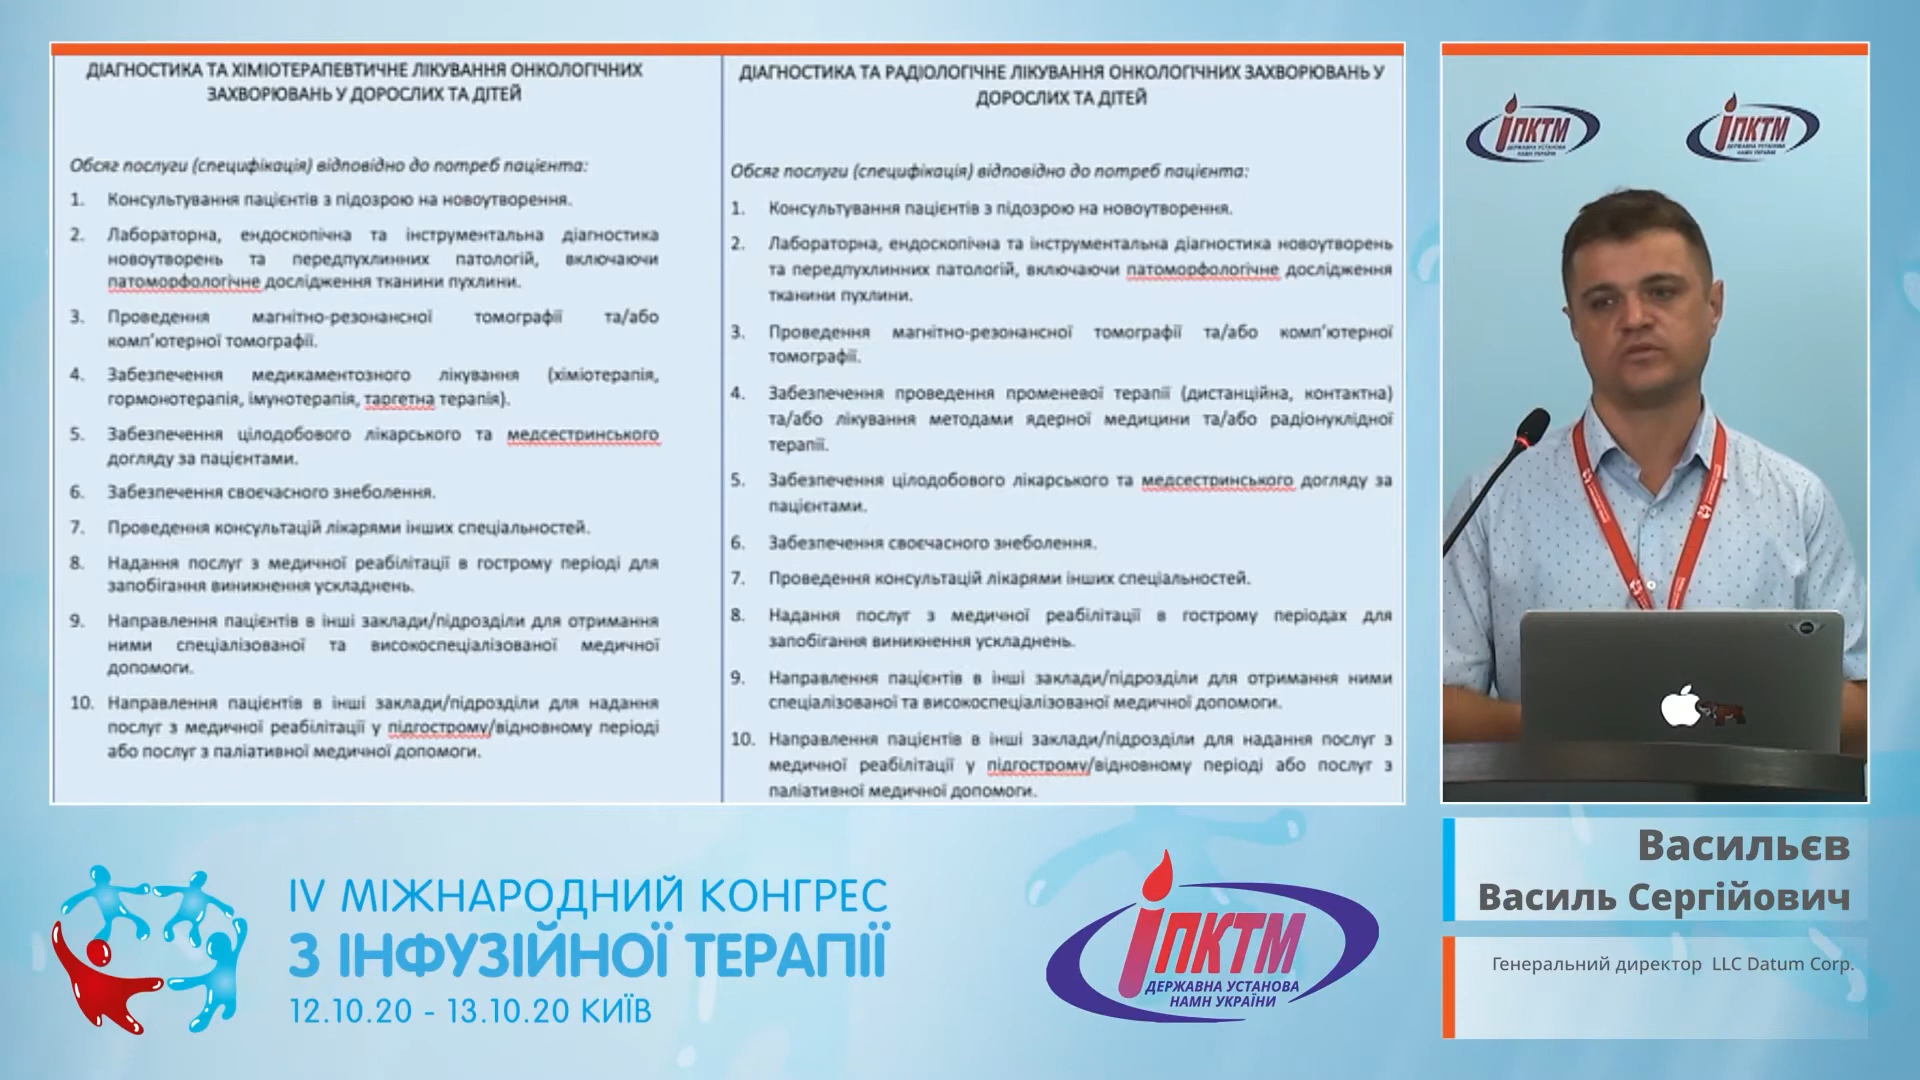 ДІАГНОСТИКА ТА ХІМІОТЕРАПЕВТИЧНЕ ЛІКУВАННЯ ОНКОЛОГІЧНИХ
ЗАХВОРЮВАНЬ У ДОРОСЛИХ ТА ДІТЕЙ
Обсяг послуги (специфікація) відповідно до потреб пацієнта:
1. Консультування пацієнтів з підозрою на новоутворення.
2. Лабораторна, ендоскопічна та інструментальна діагностика
новоутворень та передпухлинних патологій, включаючи
патоморфологічне дослідження тканини пухлини.
3. Проведення магнітно-резонансної томографії та/або
комп'ютерної томографії.
4. Забезпечення медикаментозного лікування (хіміотерапія,
гормонотерапія, імунотерапія, таргетна терапія).
5. Забезпечення цілодобового лікарського та медсестринського
догляду за пацієнтами.
6. Забезпечення своєчасного знеболення.
7. Проведення консультацій лікарями інших спеціальностей.
8. Надання послуг з медичної реабілітації в гострому періоді для
запобігання виникнення ускладнень.
9. Направлення пацієнтів в інші заклади/підрозділи для отримання
ними спеціалізованої та високоспеціалізованої медичної
допомоги.
10. Направлення пацієнтів в інші заклади/підрозділи для надання
послуг з медичної реабілітації у підгострому/відновному періоді
або послуг з паліативної медичної допомоги.
ДІАГНОСТИКА ТА РАДІОЛОГІЧНЕ ЛІКУВАННЯ ОНКОЛОГІЧНИХ ЗАХВОРЮВАНЬ У
ДОРОСЛИХ ТА ДІТЕЙ
Обсяг послуги (специфікація) відповідно до потреб пацієнта:
1. Консультування пацієнтів з підозрою на новоутворення.
2. Лабораторна, ендоскопічна та інструментальна діагностика новоутворень
та передпухлинних патологій, включаючи патоморфологічне дослідження
тканини пухлини.
3. Проведення магнітно-резонансної томографії та/або комп'ютерної
томографії.
4. Забезпечення проведення променевої терапії (дистанційна, контактна)
та/або лікування методами ядерної медицини та/або радіонуклідної
терапії.
5. Забезпечення цілодобового лікарського та медсестринського догляду за
пацієнтами.
6. Забезпечення своєчасного знеболення.
7. Проведення консультацій лікарями інших спеціальностей.
8. Надання послуг з медичної реабілітації в гострому періодах для
запобігання виникнення ускладнень.
9. Направлення пацієнтів в інші заклади/підрозділи для отримання ними
спеціалізованої та високоспеціалізованої медичної допомоги.
10. Направлення пацієнтів в інші заклади/підрозділи для надання послуг з
медичної реабілітації у підгострому/відновному періоді або послуг з
паліативної медичної допомоги.
ІПКТМ
ДЕРЖАВНА УСТАНОВА
НАМН УКРАЇНИ
ІПКТМ
ДЕРЖАВНА УСТАНОВА
НАМН УКРАЇНИ
IV МІЖНАРОДНИЙ КОНГРЕС
З ІНФУЗІЙНОЇ ТЕРАПІЇ
12.10.20 - 13.10.20 КИЇВ
ІПКТМ
ДЕРЖАВНА УСТАНОВА
НАМН УКРАЇНИ
Васильєв
Василь Сергійович
Генеральний директор LLC Datum Corp.